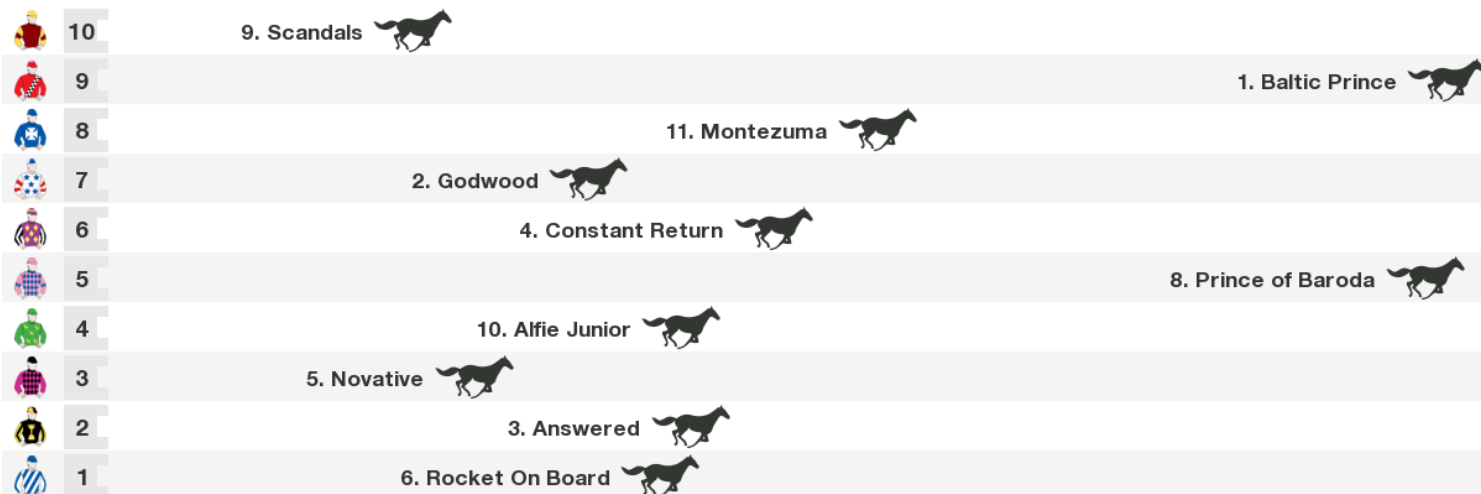 10 9. Scandals
9 1. Baltic Prince
8 11. Montezuma
7 2. Godwood
6 4. Constant Return
5 8. Prince of Baroda
4 10. Alfie Junior
3 5. Novative
2 3. Answered
1 6. Rocket On Board